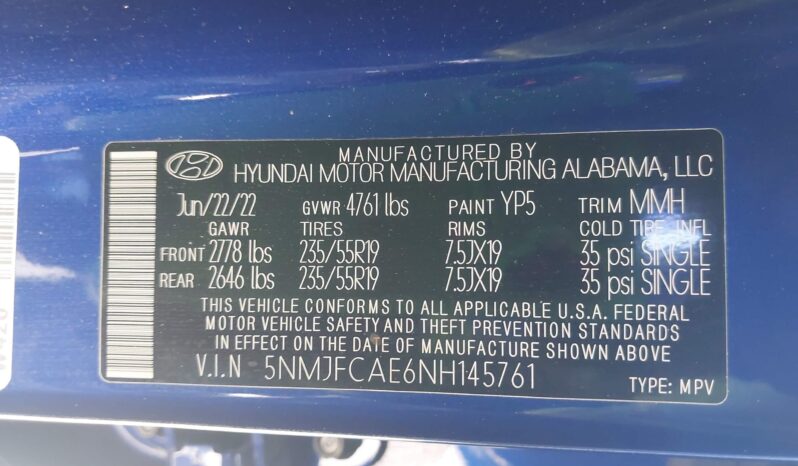 MANUFACTURED BY
HYUNDAI MOTOR MANUFACTURING ALABAMA, LLC
Jun/22/22 GVWR 4761 lbs PAINT YP5 TRIM MMH
GAWR TIRES RIMS COLD TIRE INFL
FRONT 2778 lbs 235/55R19 7.5JX19 35 psi SINGLE
REAR 2646 lbs 235/55R19 7.5JX19 35 psi SINGLE
THIS VEHICLE CONFORMS TO ALL APPLICABLE U.S.A. FEDERAL
MOTOR VEHICLE SAFETY AND THEFT PREVENTION STANDARDS
IN EFFECT ON THE DATE OF MANUFACTURE SHOWN ABOVE.
V.I.N 5NMJFCAE6NH145761 TYPE: MPV